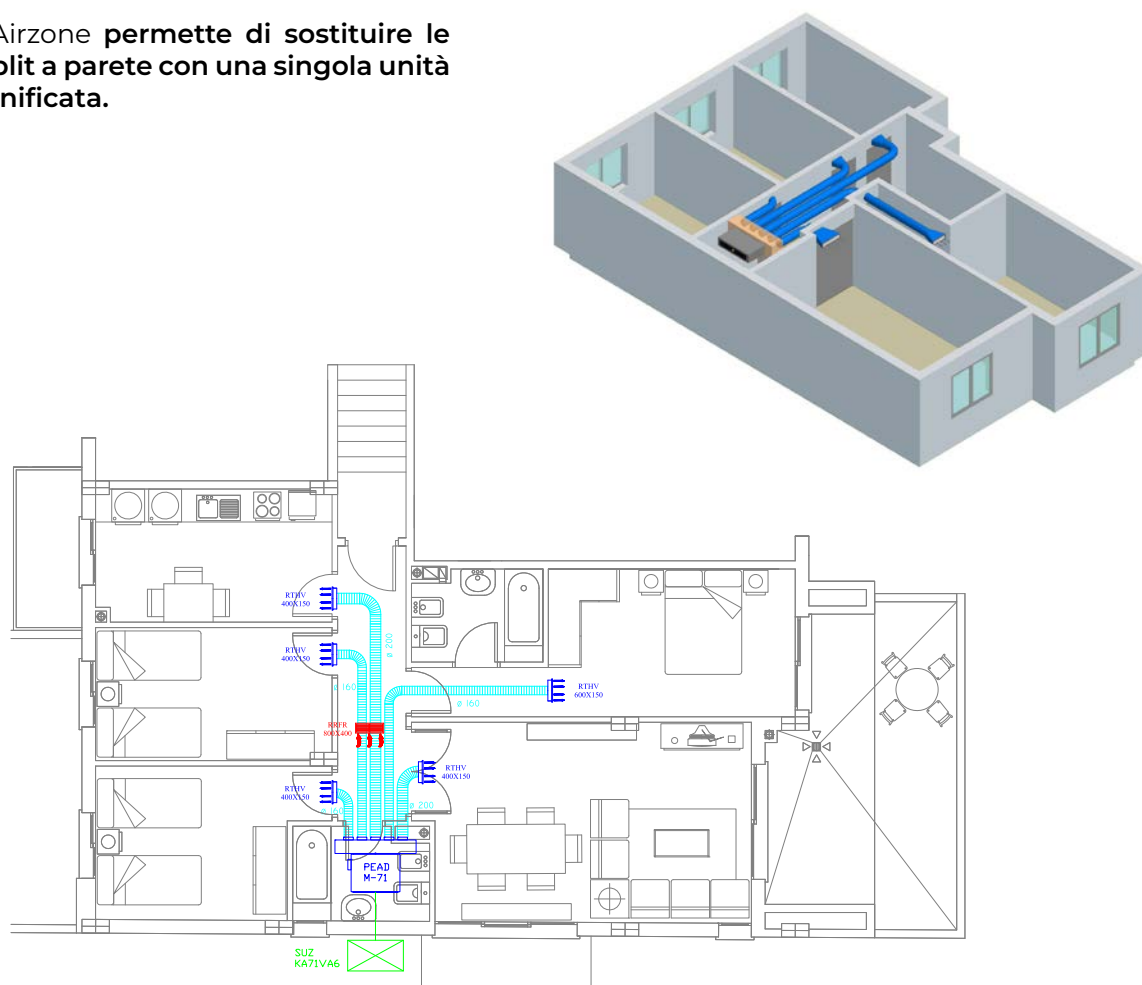 Airzone permette di sostituire le
plit a parete con una singola unità
nificata.
RTHV
400X150
ø 200
RTHV
400X150
ø 160
RTHV
600X150
ø 160
RRFR
800X400
RTHV
400X150
RTHV
400X150
ø 160
ø 200
PEAD
M-71
SUZ
KA71VA6